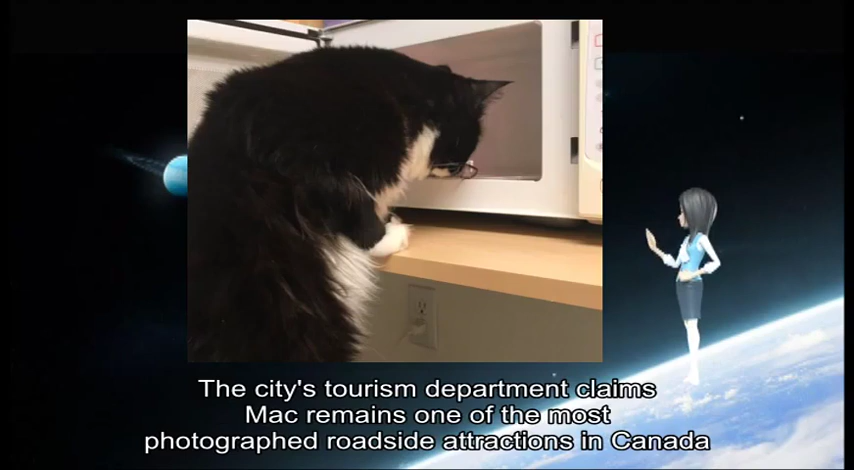 The city's tourism department claims
Mac remains one of the most
photographed roadside attractions in Canada